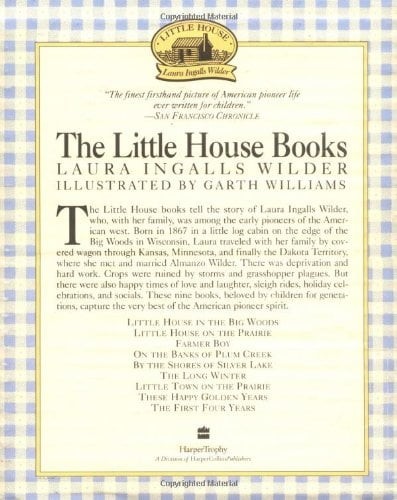 Copyrighted Material
LITTLE HOUSE
Laura Ingalls Wilder
"The finest firsthand picture of American pioneer life
ever written for children."
—SAN FRANCISCO CHRONICLE
The Little House Books
LAURA INGALLS WILDER
ILLUSTRATED BY GARTH WILLIAMS
The Little House books tell the story of Laura Ingalls Wilder,
who, with her family, was among the early pioneers of the Amer-
ican west. Born in 1867 in a little log cabin on the edge of the
Big Woods in Wisconsin, Laura traveled with her family by cov-
ered wagon through Kansas, Minnesota, and finally the Dakota Territory,
where she met and married Almanzo Wilder. There was deprivation and
hard work. Crops were ruined by storms and grasshopper plagues. But
there were also happy times of love and laughter, sleigh rides, holiday cel-
ebrations, and socials. These nine books, beloved by children for genera-
tions, capture the very best of the American pioneer spirit.
LITTLE HOUSE IN THE BIG WOODS
LITTLE HOUSE ON THE PRAIRIE
FARMER BOY
ON THE BANKS OF PLUM CREEK
BY THE SHORES OF SILVER LAKE
THE LONG WINTER
LITTLE TOWN ON THE PRAIRIE
THESE HAPPY GOLDEN YEARS
THE FIRST FOUR YEARS
HarperTrophy
A Division of HarperCollinsPublishers
Copyrighted Material